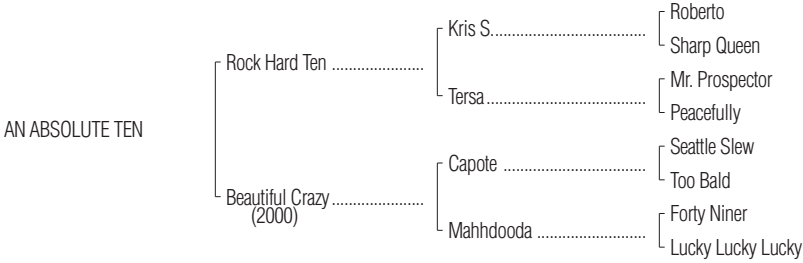 Roberto
Kris S. ......................................
Sharp Queen
Rock Hard Ten ......................
Mr. Prospector
Tersa .......................................
Peacefully
AN ABSOLUTE TEN
Seattle Slew
Capote ...................................
Too Bald
Beautiful Crazy ......................
(2000)
Forty Niner
Mahhdooda ..........................
Lucky Lucky Lucky